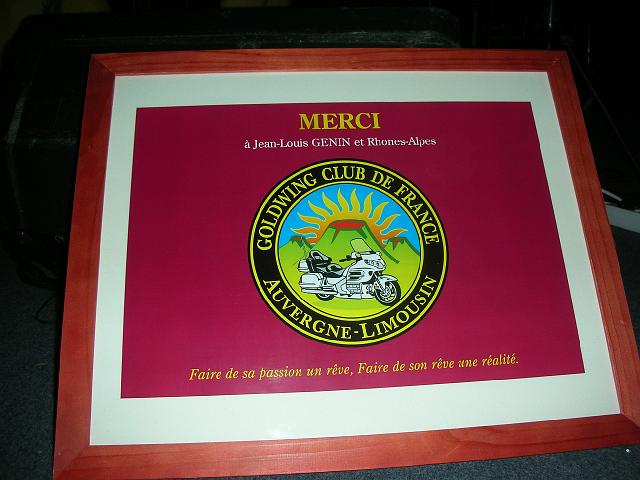 MERCI
à Jean-Louis GENIN et Rhones-Alpes
GOLDWING CLUB DE FRANCE
AUVERGNE-LIMOUSIN
Faire de sa passion un rêve, Faire de son rêve une réalité.